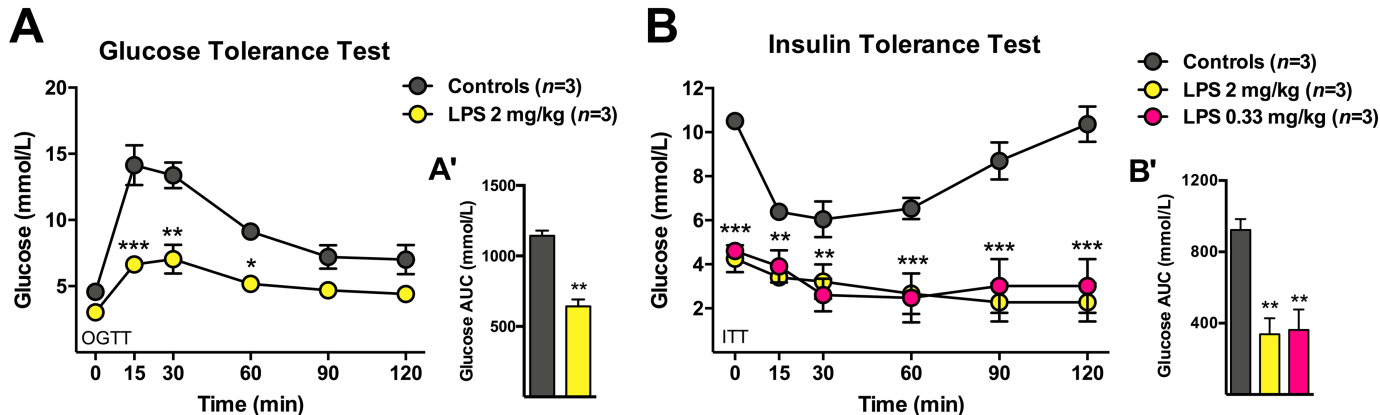 A
Glucose Tolerance Test
Controls (n=3)
LPS 2 mg/kg (n=3)
Glucose (mmol/L)
20
15
10
5
***
**
*
OGTT
0 15 30 60 90 120
Time (min)
A'
Glucose AUC (mmol/L)
1500
1000
500
**
B
Insulin Tolerance Test
Controls (n=3)
LPS 2 mg/kg (n=3)
LPS 0.33 mg/kg (n=3)
Glucose (mmol/L)
12
10
8
6
4
2
*** ** ** *** *** ***
ITT
0 15 30 60 90 120
Time (min)
B'
Glucose AUC (mmol/L)
1200
800
400
** **